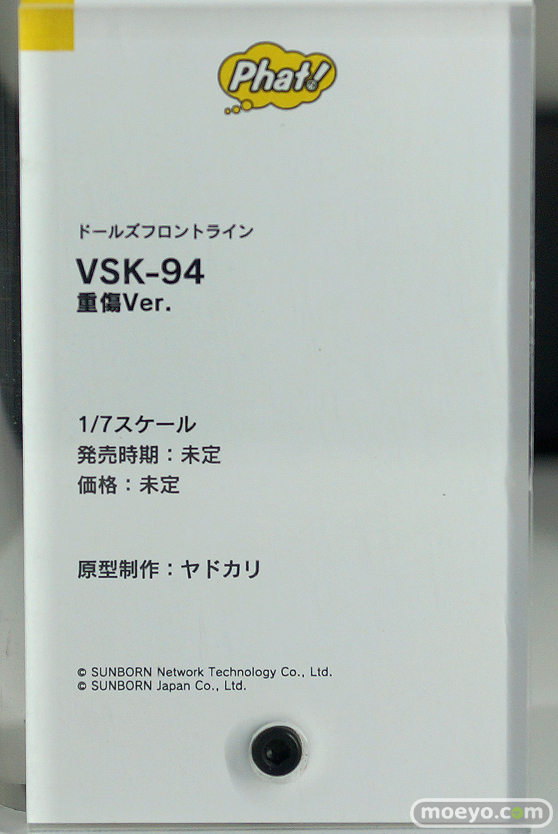 Phat!
ドールズフロントライン
VSK-94
重傷Ver.
1/7スケール
発売時期：未定
価格：未定
原型制作：ヤドカリ
© SUNBORN Network Technology Co., Ltd.
© SUNBORN Japan Co., Ltd.
moeyo.com